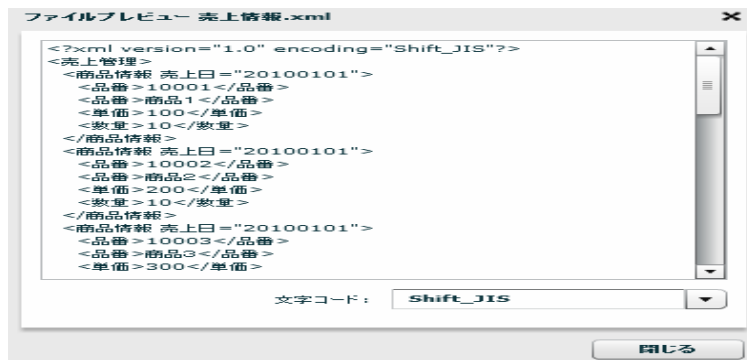 ファイルプレビュー 売上情報.xml
<?xml version="1.0" encoding="Shift_JIS"?>
<売上管理>
<商品情報 売上日="20100101">
<品番>10001</品番>
<品番>商品1</品番>
<単価>100</単価>
<数量>10</数量>
</商品情報>
<商品情報 売上日="20100101">
<品番>10002</品番>
<品番>商品2</品番>
<単価>200</単価>
<数量>10</数量>
</商品情報>
<商品情報 売上日="20100101">
<品番>10003</品番>
<品番>商品3</品番>
<単価>300</単価>
文字コード: Shift_JIS
閉じる